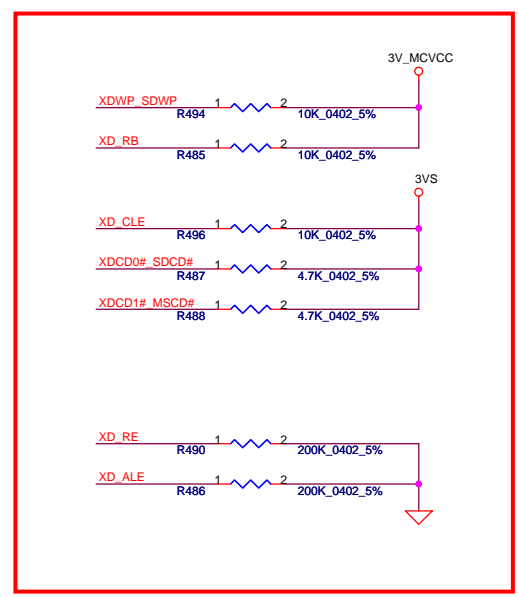 3V_MCVCC
XDWP_SDWP 1 2
R494 10K_0402_5%
XD_RB 1 2
R485 10K_0402_5%
3VS
XD_CLE 1 2
R496 10K_0402_5%
XDCD0#_SDCD# 1 2
R487 4.7K_0402_5%
XDCD1#_MSCD# 1 2
R488 4.7K_0402_5%
XD_RE 1 2
R490 200K_0402_5%
XD_ALE 1 2
R486 200K_0402_5%